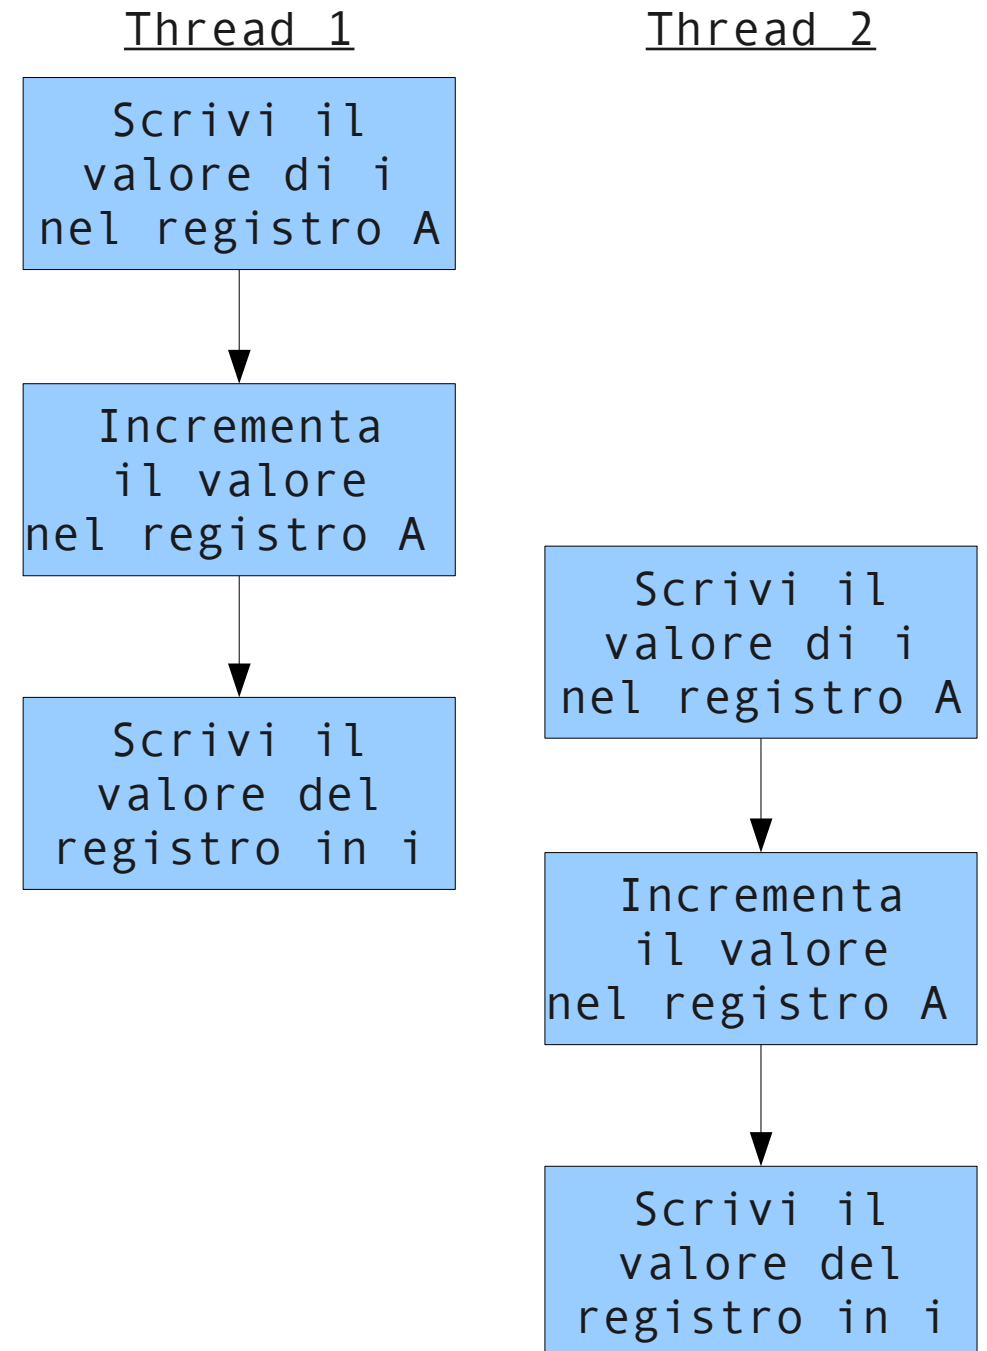 Thread 1
Scrivi il
valore di i
nel registro A
Incrementa
il valore
nel registro A
Scrivi il
valore del
registro in i
Thread 2
Scrivi il
valore di i
nel registro A
Incrementa
il valore
nel registro A
Scrivi il
valore del
registro in i